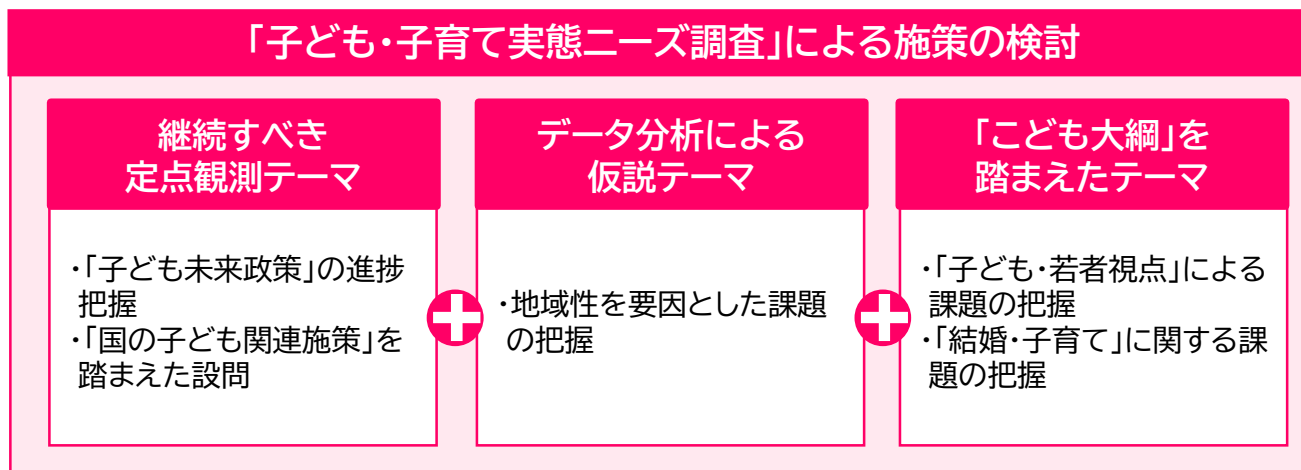 「子ども・子育て実態ニーズ調査」による施策の検討
継続すべき
定点観測テーマ
・「子ども未来政策」の進捗
把握
・「国の子ども関連施策」を
踏まえた設問
データ分析による
仮説テーマ
・地域性を要因とした課題
の把握
「こども大綱」を
踏まえたテーマ
・「子ども・若者視点」による
課題の把握
・「結婚・子育て」に関する課
題の把握